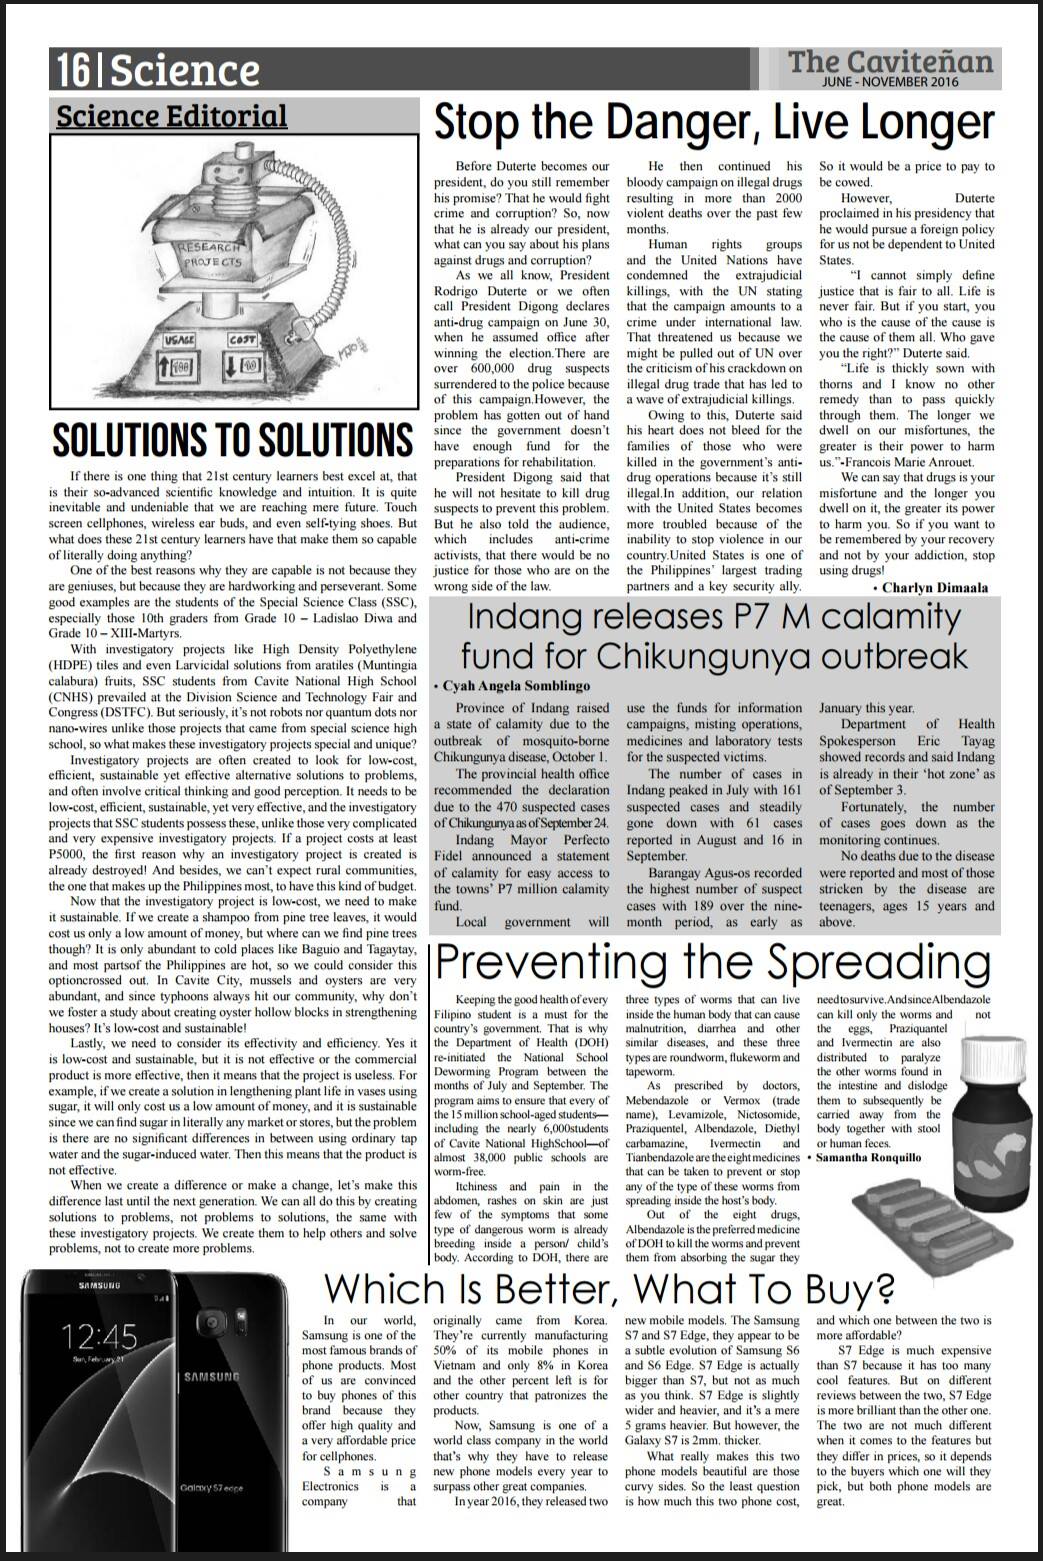 16|Science
The Caviteñan
JUNE - NOVEMBER 2016
Science Editorial
RESEARCH
PROJECTS
USAGE
COST
100
SOLUTIONS TO SOLUTIONS
If there is one thing that 21st century learners best excel at, that
is their so-advanced scientific knowledge and intuition. It is quite
inevitable and undeniable that we are reaching mere future. Touch
screen cellphones, wireless ear buds, and even self-tying shoes. But
what does these 21st century learners have that make them so capable
of literally doing anything?
One of the best reasons why they are capable is not because they
are geniuses, but because they are hardworking and perseverant. Some
good examples are the students of the Special Science Class (SSC),
especially those 10th graders from Grade 10 – Ladislao Diwa and
Grade 10 – XIII-Martyrs.
With investigatory projects like High Density Polyethylene
(HDPE) tiles and even Larvicidal solutions from aratiles (Muntingia
calabura) fruits, SSC students from Cavite National High School
(CNHS) prevailed at the Division Science and Technology Fair and
Congress (DSTFC). But seriously, it's not robots nor quantum dots nor
nano-wires unlike those projects that came from special science high
school, so what makes these investigatory projects special and unique?
Investigatory projects are often created to look for low-cost,
efficient, sustainable yet effective alternative solutions to problems,
and often involve critical thinking and good perception. It needs to be
low-cost, efficient, sustainable, yet very effective, and the investigatory
projects that SSC students possess these, unlike those very complicated
and very expensive investigatory projects. If a project costs at least
P5000, the first reason why an investigatory project is created is
already destroyed! And besides, we can't expect rural communities,
the one that makes up the Philippines most, to have this kind of budget.
Now that the investigatory project is low-cost, we need to make
it sustainable. If we create a shampoo from pine tree leaves, it would
cost us only a low amount of money, but where can we find pine trees
though? It is only abundant to cold places like Baguio and Tagaytay,
and most partsof the Philippines are hot, so we could consider this
optioncrossed out. In Cavite City, mussels and oysters are very
abundant, and since typhoons always hit our community, why don't
we foster a study about creating oyster hollow blocks in strengthening
houses? It's low-cost and sustainable!
Lastly, we need to consider its effectivity and efficiency. Yes it
is low-cost and sustainable, but it is not effective or the commercial
product is more effective, then it means that the project is useless. For
example, if we create a solution in lengthening plant life in vases using
sugar, it will only cost us a low amount of money, and it is sustainable
since we can find sugar in literally any market or stores, but the problem
is there are no significant differences in between using ordinary tap
water and the sugar-induced water. Then this means that the product is
not effective.
When we create a difference or make a change, let's make this
difference last until the next generation. We can all do this by creating
solutions to problems, not problems to solutions, the same with
these investigatory projects. We create them to help others and solve
problems, not to create more problems.
Stop the Danger, Live Longer
Before Duterte becomes our
president, do you still remember
his promise? That he would fight
crime and corruption? So, now
that he is already our president,
what can you say about his plans
against drugs and corruption?
As we all know, President
Rodrigo Duterte or we often
call President Digong declares
anti-drug campaign on June 30,
when he assumed office after
winning the election.There are
over 600,000 drug suspects
surrendered to the police because
of this campaign.However, the
problem has gotten out of hand
since the government doesn't
have enough fund for the
preparations for rehabilitation.
President Digong said that
he will not hesitate to kill drug
suspects to prevent this problem.
But he also told the audience,
which includes anti-crime
activists, that there would be no
justice for those who are on the
wrong side of the law.
He then continued his
bloody campaign on illegal drugs
resulting in more than 2000
violent deaths over the past few
months.
Human rights groups
and the United Nations have
condemned the extrajudicial
killings, with the UN stating
that the campaign amounts to a
crime under international law.
That threatened us because we
might be pulled out of UN over
the criticism of his crackdown on
illegal drug trade that has led to
a wave of extrajudicial killings.
Owing to this, Duterte said
his heart does not bleed for the
families of those who were
killed in the government's anti-
drug operations because it's still
illegal.In addition, our relation
with the United States becomes
more troubled because of the
inability to stop violence in our
country.United States is one of
the Philippines' largest trading
partners and a key security ally.
So it would be a price to pay to
be cowed.
However, Duterte
proclaimed in his presidency that
he would pursue a foreign policy
for us not be dependent to United
States.
"I cannot simply define
justice that is fair to all. Life is
never fair. But if you start, you
who is the cause of the cause is
the cause of them all. Who gave
you the right?" Duterte said.
"Life is thickly sown with
thorns and I know no other
remedy than to pass quickly
through them. The longer we
dwell on our misfortunes, the
greater is their power to harm
us."-Francois Marie Anrouet.
We can say that drugs is your
misfortune and the longer you
dwell on it, the greater its power
to harm you. So if you want to
be remembered by your recovery
and not by your addiction, stop
using drugs!
• Charlyn Dimaala
Indang releases P7 M calamity
fund for Chikungunya outbreak
• Cyah Angela Somblingo
Province of Indang raised
a state of calamity due to the
outbreak of mosquito-borne
Chikungunya disease, October 1.
The provincial health office
recommended the declaration
due to the 470 suspected cases
of Chikungunya as of September 24.
Indang Mayor Perfecto
Fidel announced a statement
of calamity for easy access to
the towns' P7 million calamity
fund.
Local government will
use the funds for information
campaigns, misting operations,
medicines and laboratory tests
for the suspected victims.
The number of cases in
Indang peaked in July with 161
suspected cases and steadily
gone down with 61 cases
reported in August and 16 in
September.
Barangay Agus-os recorded
the highest number of suspect
cases with 189 over the nine-
month period, as early as
January this year.
Department of Health
Spokesperson Eric Tayag
showed records and said Indang
is already in their 'hot zone' as
of September 3.
Fortunately, the number
of cases goes down as the
monitoring continues.
No deaths due to the disease
were reported and most of those
stricken by the disease are
teenagers, ages 15 years and
above.
Preventing the Spreading
Keeping the good health of every
Filipino student is a must for the
country's government. That is why
the Department of Health (DOH)
re-initiated the National School
Deworming Program between the
months of July and September. The
program aims to ensure that every of
the 15 million school-aged students—
including the nearly 6,000students
of Cavite National HighSchool—of
almost 38,000 public schools are
worm-free.
Itchiness and pain in the
abdomen, rashes on skin are just
few of the symptoms that some
type of dangerous worm is already
breeding inside a person/ child's
body. According to DOH, there are
three types of worms that can live
inside the human body that can cause
malnutrition, diarrhea and other
similar diseases, and these three
types are roundworm, flukeworm and
tapeworm.
As prescribed by doctors,
Mebendazole or Vermox (trade
name), Levamizole, Nictosomide,
Praziquentel, Albendazole, Diethyl
carbamazine, Ivermectin and
Tianbendazole are the eight medicines
that can be taken to prevent or stop
any of the type of these worms from
spreading inside the host's body.
Out of the eight drugs,
Albendazole is the preferred medicine
of DOH to kill the worms and prevent
them from absorbing the sugar they
needtosurvive.AndsinceAlbendazole
can kill only the worms and not
the eggs, Praziquantel
and Ivermectin are also
distributed to paralyze
the other worms found in
the intestine and dislodge
them to subsequently be
carried away from the
body together with stool
or human feces.
• Samantha Ronquillo
Which Is Better, What To Buy?
SAMSUNG
12:45
Sun, February 21
SAMSUNG
Galaxy S7 edge
In our world,
Samsung is one of the
most famous brands of
phone products. Most
of us are convinced
to buy phones of this
brand because they
offer high quality and
a very affordable price
for cellphones.
Samsung
Electronics is a
company that
originally came from Korea.
They're currently manufacturing
50% of its mobile phones in
Vietnam and only 8% in Korea
and the other percent left is for
other country that patronizes the
products.
Now, Samsung is one of a
world class company in the world
that's why they have to release
new phone models every year to
surpass other great companies.
In year 2016, they released two
new mobile models. The Samsung
S7 and S7 Edge, they appear to be
a subtle evolution of Samsung S6
and S6 Edge. S7 Edge is actually
bigger than S7, but not as much
as you think. S7 Edge is slightly
wider and heavier, and it's a mere
5 grams heavier. But however, the
Galaxy S7 is 2mm. thicker.
What really makes this two
phone models beautiful are those
curvy sides. So the least question
is how much this two phone cost,
and which one between the two is
more affordable?
S7 Edge is much expensive
than S7 because it has too many
cool features. But on different
reviews between the two, S7 Edge
is more brilliant than the other one.
The two are not much different
when it comes to the features but
they differ in prices, so it depends
to the buyers which one will they
pick, but both phone models are
great.